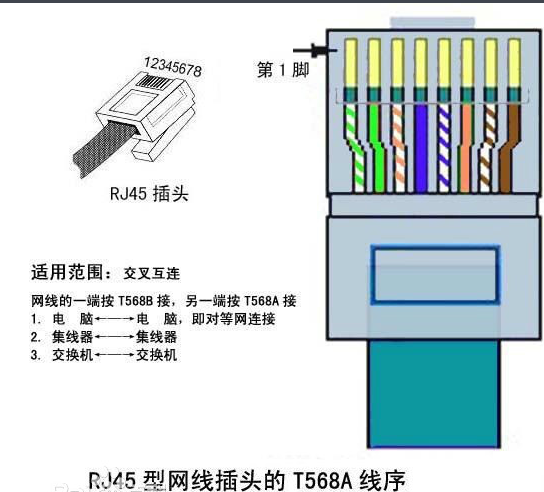 12345678
第1脚
RJ45 插头
适用范围：交叉互连
网线的一端按 T568B 接，另一端按 T568A 接
1. 电 脑←——→电 脑，即对等网连接
2. 集线器←——→集线器
3. 交换机←——→交换机
RJ45 型网线插头的 T568A 线序